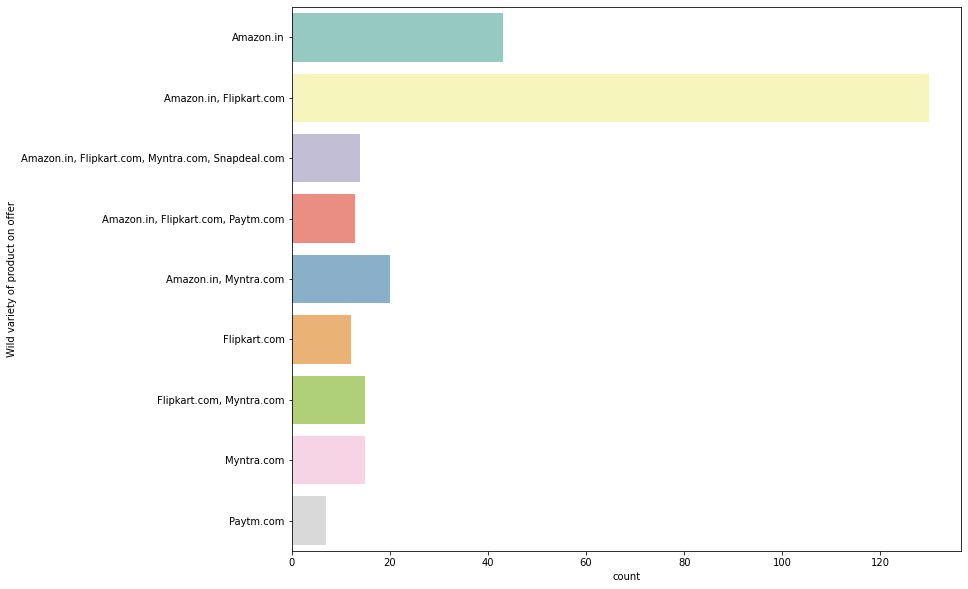 Wild variety of product on offer
Amazon.in
Amazon.in, Flipkart.com
Amazon.in, Flipkart.com, Myntra.com, Snapdeal.com
Amazon.in, Flipkart.com, Paytm.com
Amazon.in, Myntra.com
Flipkart.com
Flipkart.com, Myntra.com
Myntra.com
Paytm.com
0 20 40 60 80 100 120
count